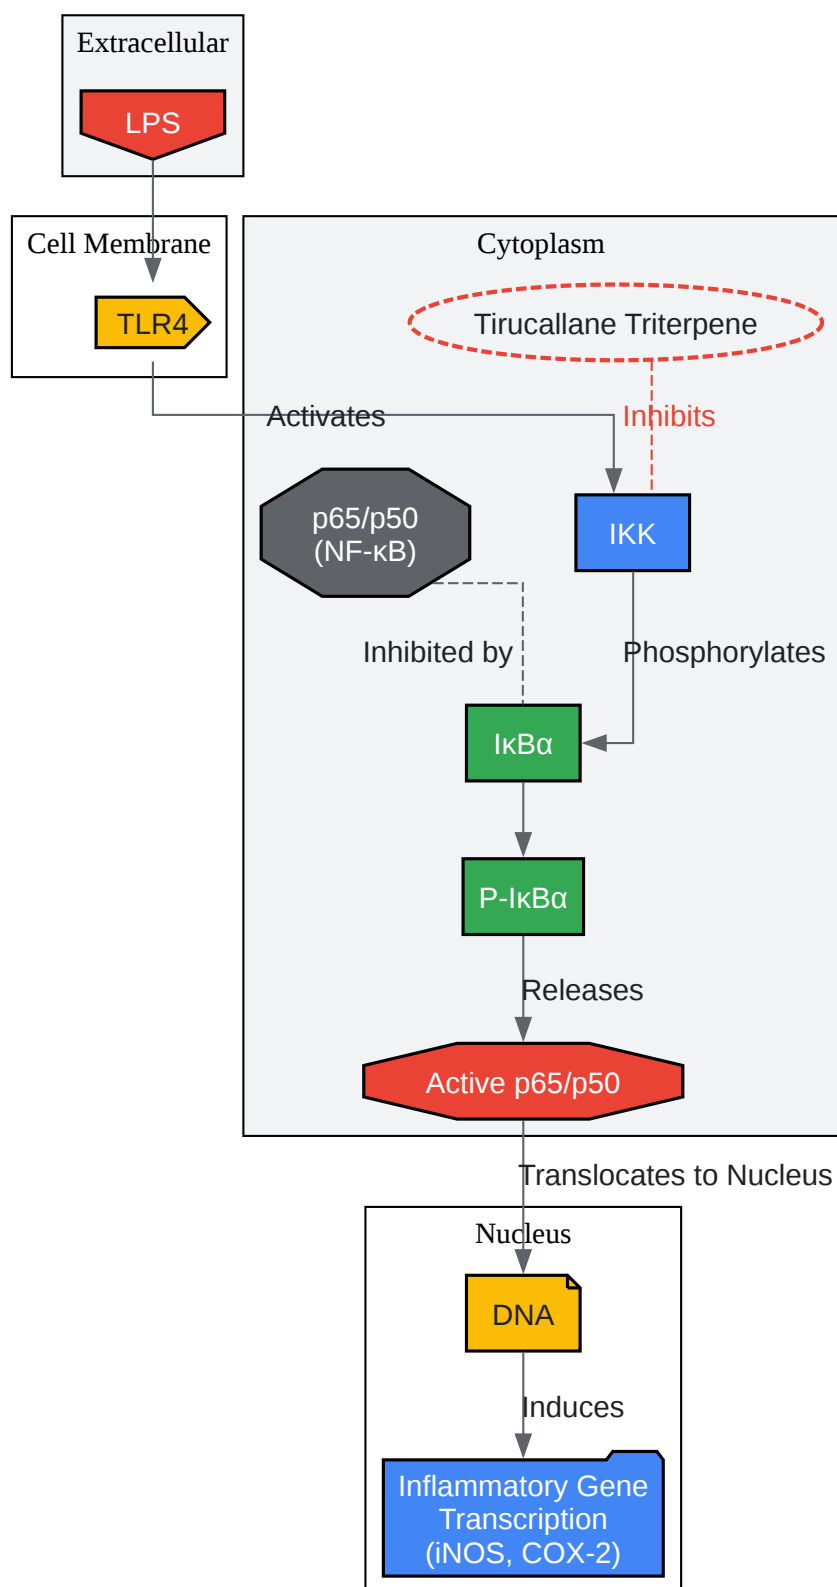 Extracellular
LPS
Cell Membrane
TLR4
Cytoplasm
Tirucallane Triterpene
Activates
Inhibits
p65/p50
(NF-κB)
IKK
Inhibited by
Phosphorylates
IκBα
P-IκBα
Releases
Active p65/p50
Translocates to Nucleus
Nucleus
DNA
Induces
Inflammatory Gene
Transcription
(iNOS, COX-2)